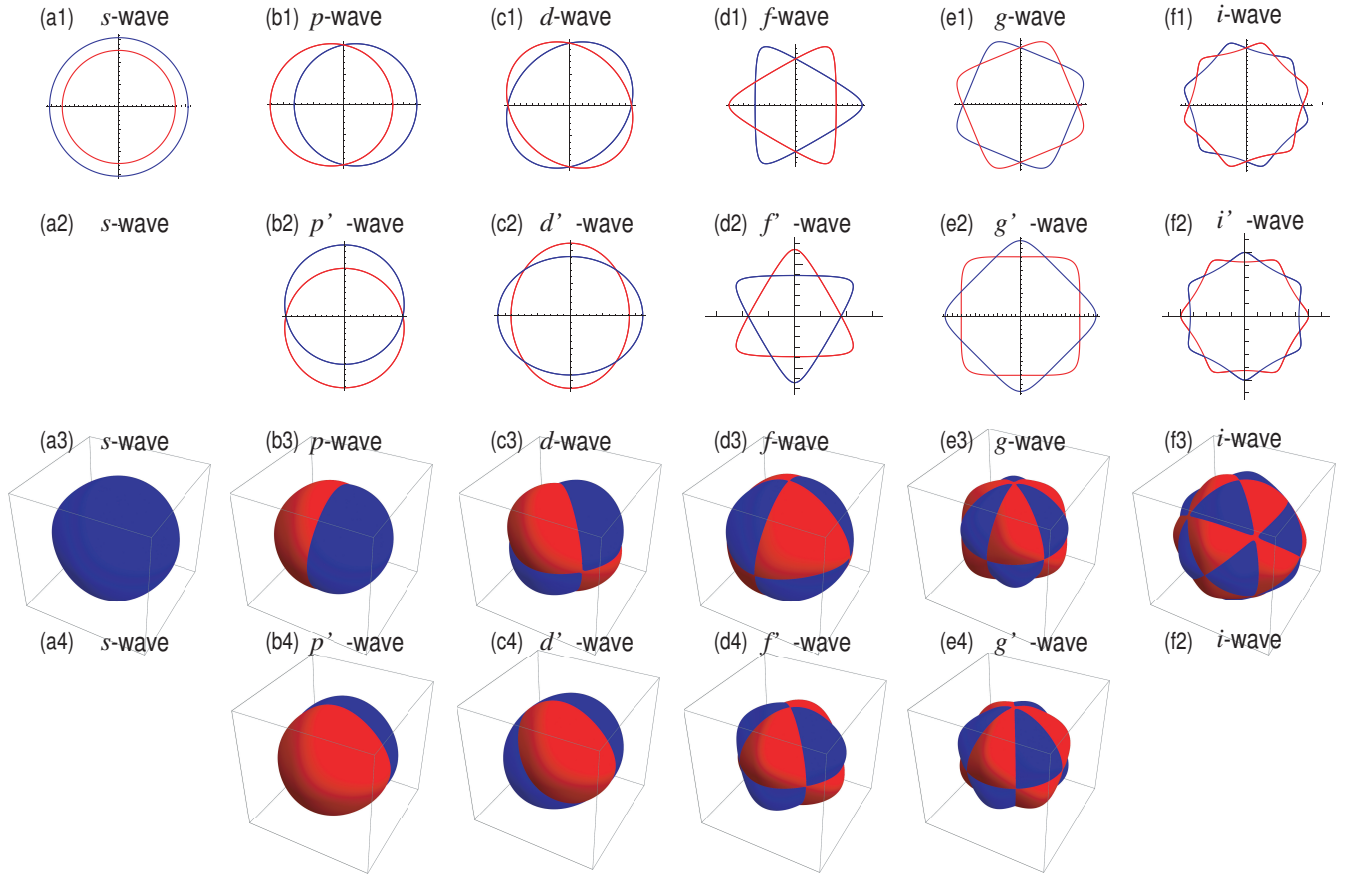 (a1) s-wave (b1) p-wave (c1) d-wave (d1) f-wave (e1) g-wave (f1) i-wave
(a2) s-wave (b2) p' -wave (c2) d' -wave (d2) f' -wave (e2) g' -wave (f2) i' -wave
(a3) s-wave (b3) p-wave (c3) d-wave (d3) f-wave (e3) g-wave (f3) i-wave
(a4) s-wave (b4) p' -wave (c4) d' -wave (d4) f' -wave (e4) g' -wave (f2) i-wave